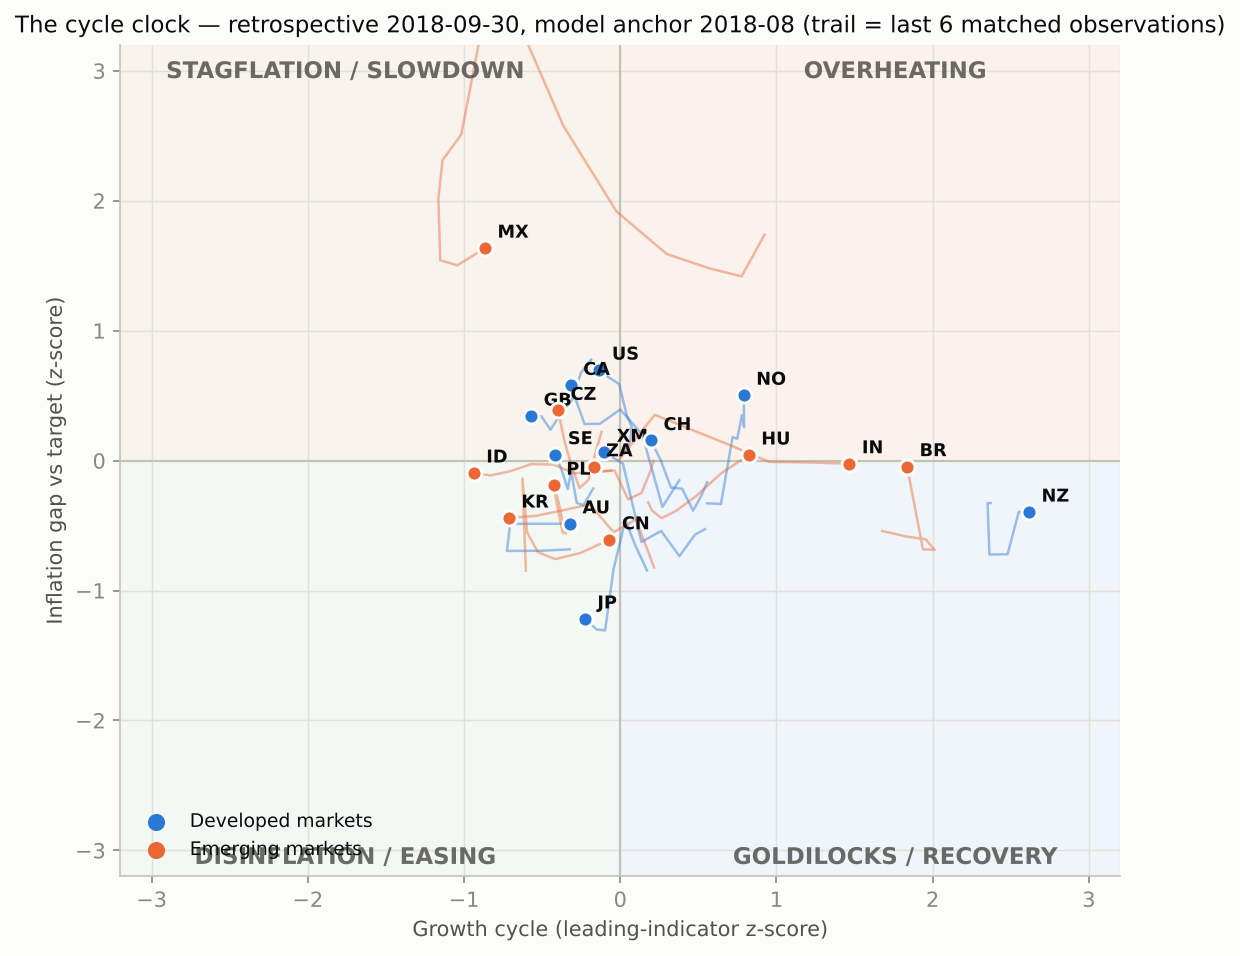 The cycle clock — retrospective 2018-09-30, model anchor 2018-08 (trail = last 6 matched observations)
STAGFLATION / SLOWDOWN
OVERHEATING
3
2
1
0
−1
−2
−3
Inflation gap vs target (z-score)
MX
US
CA
NO
CZ
GB
CH
SE
XM
HU
ZA
IN
BR
ID
PL
NZ
KR
AU
CN
JP
Developed markets
Emerging markets
DISINFLATION / EASING
GOLDILOCKS / RECOVERY
−3
−2
−1
0
1
2
3
Growth cycle (leading-indicator z-score)